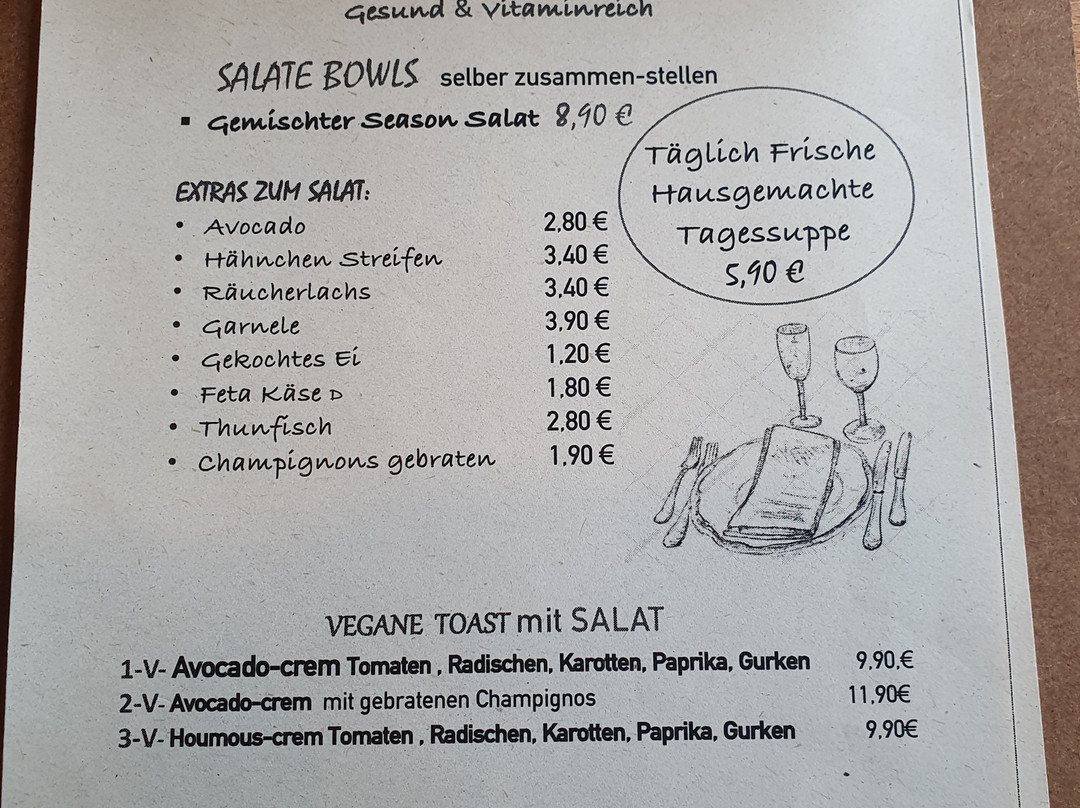 Gesund & Vitaminreich
SALATE BOWLS selber zusammen-stellen
▪ Gemischter Season Salat 8,90 €
Täglich Frische
Hausgemachte
Tagessuppe
5,90 €
EXTRAS ZUM SALAT:
• Avocado 2,80 €
• Hähnchen Streifen 3,40 €
• Räucherlachs 3,40 €
• Garnele 3,90 €
• Gekochtes Ei 1,20 €
• Feta Käse D 1,80 €
• Thunfisch 2,80 €
• Champignons gebraten 1,90 €
VEGANE TOAST mit SALAT
1-V- Avocado-crem Tomaten , Radischen, Karotten, Paprika, Gurken 9,90,€
2-V- Avocado-crem mit gebratenen Champignos 11,90€
3-V- Houmous-crem Tomaten , Radischen, Karotten, Paprika, Gurken 9,90€